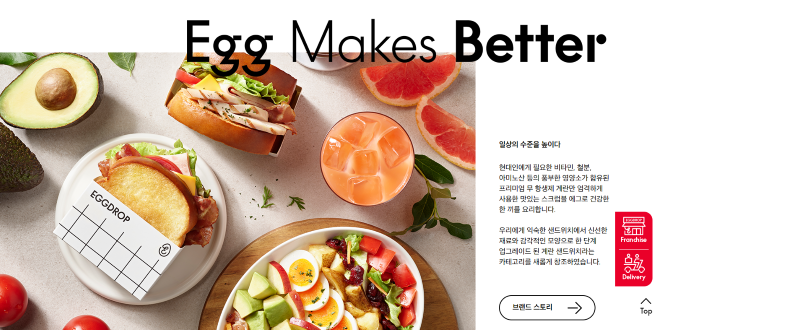 Egg Makes Better
일상의 수준을 높이다
현대인에게 필요한 비타민, 철분,
아미노산 등의 풍부한 영양소가 함유된
프리미엄 무 항생제 계란만 엄격하게
사용한 맛있는 스크램블 에그로 건강한
한 끼를 요리합니다.
우리에게 익숙한 샌드위치에서 신선한
재료와 감각적인 모양으로 한 단계
업그레이드 된 계란 샌드위치라는
카테고리를 새롭게 창조하였습니다.
브랜드 스토리
EGGDROP
Franchise
Delivery
Top